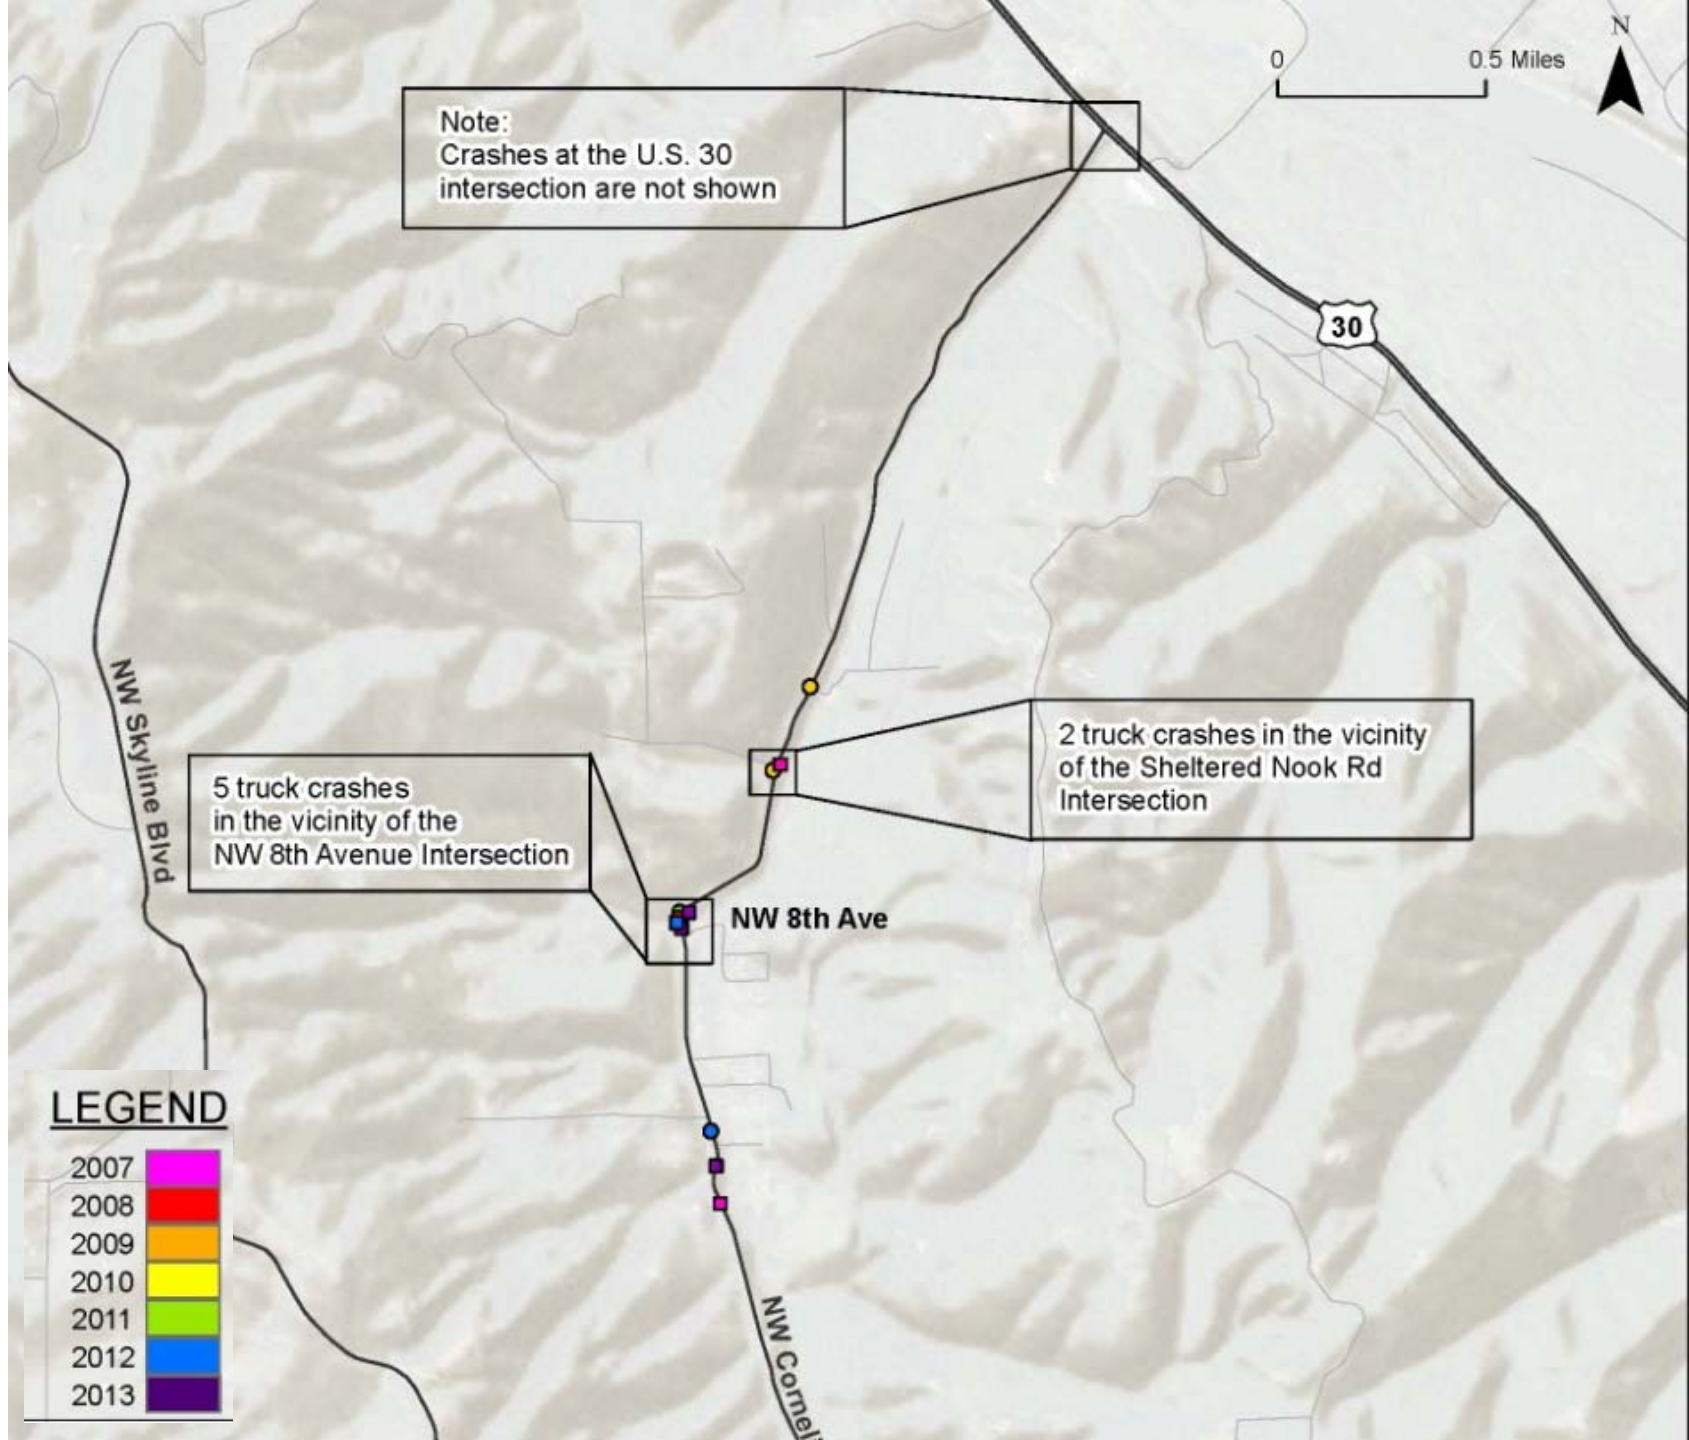 N
0 0.5 Miles
Note:
Crashes at the U.S. 30
intersection are not shown
30
NW Skyline Blvd
2 truck crashes in the vicinity
of the Sheltered Nook Rd
Intersection
5 truck crashes
in the vicinity of the
NW 8th Avenue Intersection
NW 8th Ave
LEGEND
2007
2008
2009
2010
2011
2012
2013
NW Cornel